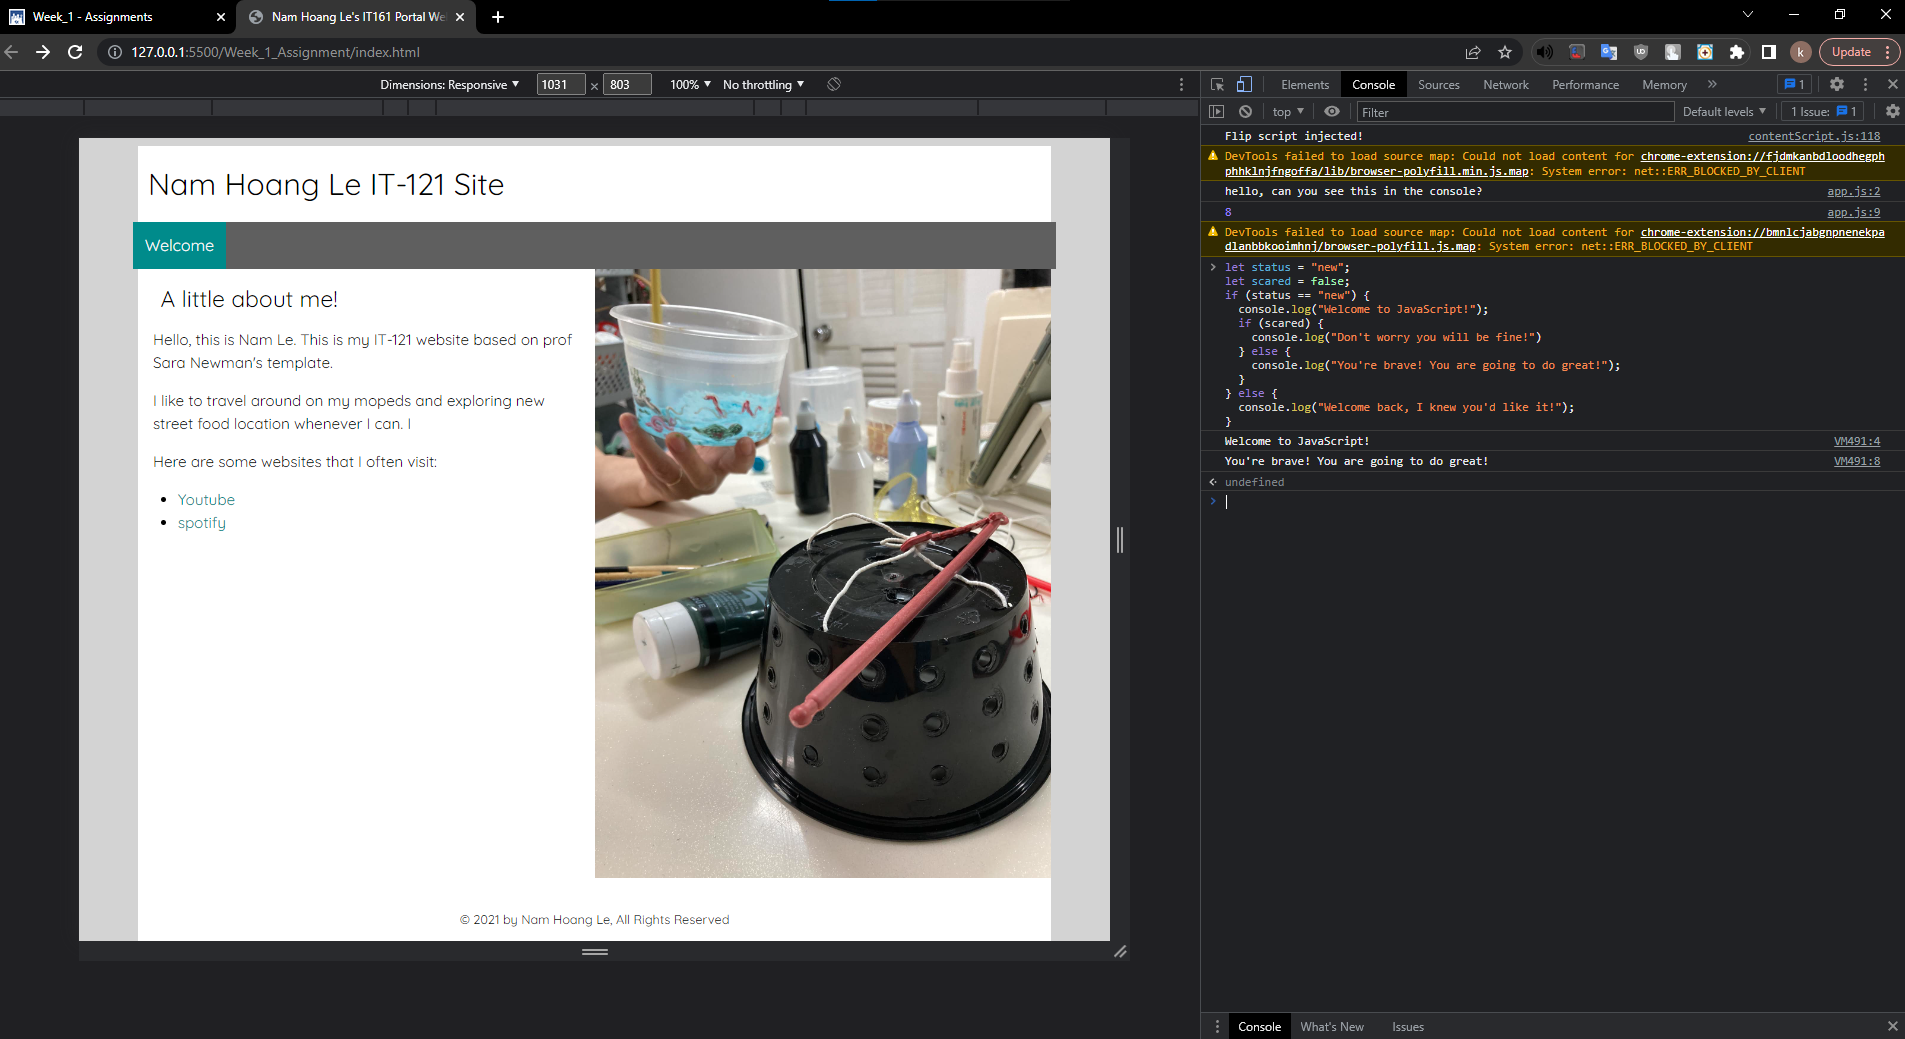 Week_1 - Assignments
Nam Hoang Le's IT161 Portal We
127.0.0.1:5500/Week_1_Assignment/index.html
k
Update
Dimensions: Responsive
1031 × 803
100%
No throttling
Elements
Console
Sources
Network
Performance
Memory
1
top
Filter
Default levels
1 Issue: 1
Nam Hoang Le IT-121 Site
Welcome
A little about me!
Hello, this is Nam Le. This is my IT-121 website based on prof
Sara Newman's template.
I like to travel around on my mopeds and exploring new
street food location whenever I can. I
Here are some websites that I often visit:
Youtube
spotify
© 2021 by Nam Hoang Le, All Rights Reserved
Flip script injected! contentScript.js:118
DevTools failed to load source map: Could not load content for chrome-extension://fjdmkanbdloodhegph
phhklnjfngoffa/lib/browser-polyfill.min.js.map: System error: net::ERR_BLOCKED_BY_CLIENT
hello, can you see this in the console? app.js:2
8 app.js:9
DevTools failed to load source map: Could not load content for chrome-extension://bmnlcjabgnpnenekpa
dlanbbkooimhnj/browser-polyfill.js.map: System error: net::ERR_BLOCKED_BY_CLIENT
let status = "new";
let scared = false;
if (status == "new") {
console.log("Welcome to JavaScript!");
if (scared) {
console.log("Don't worry you will be fine!")
} else {
console.log("You're brave! You are going to do great!");
}
} else {
console.log("Welcome back, I knew you'd like it!");
}
Welcome to JavaScript! VM491:4
You're brave! You are going to do great! VM491:8
undefined
Console
What's New
Issues